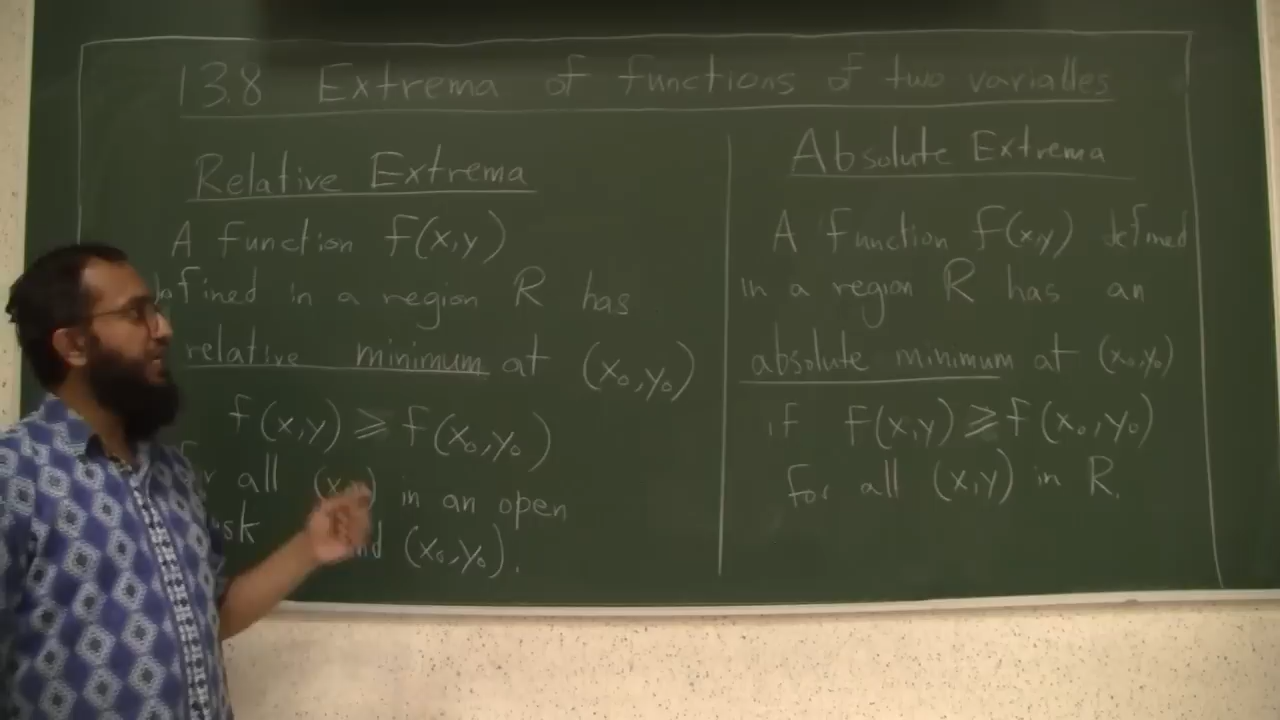 13.8 Extrema of functions of two variables
Relative Extrema
A function f(x,y)
defined in a region R has
relative minimum at (x₀,y₀)
f(x,y) ≥ f(x₀,y₀)
for all (x,y) in an open
(x₀,y₀).
Absolute Extrema
A function f(x,y) defined
in a region R has an
absolute minimum at (x₀,y₀)
if f(x,y) ≥ f(x₀,y₀)
for all (x,y) in R.